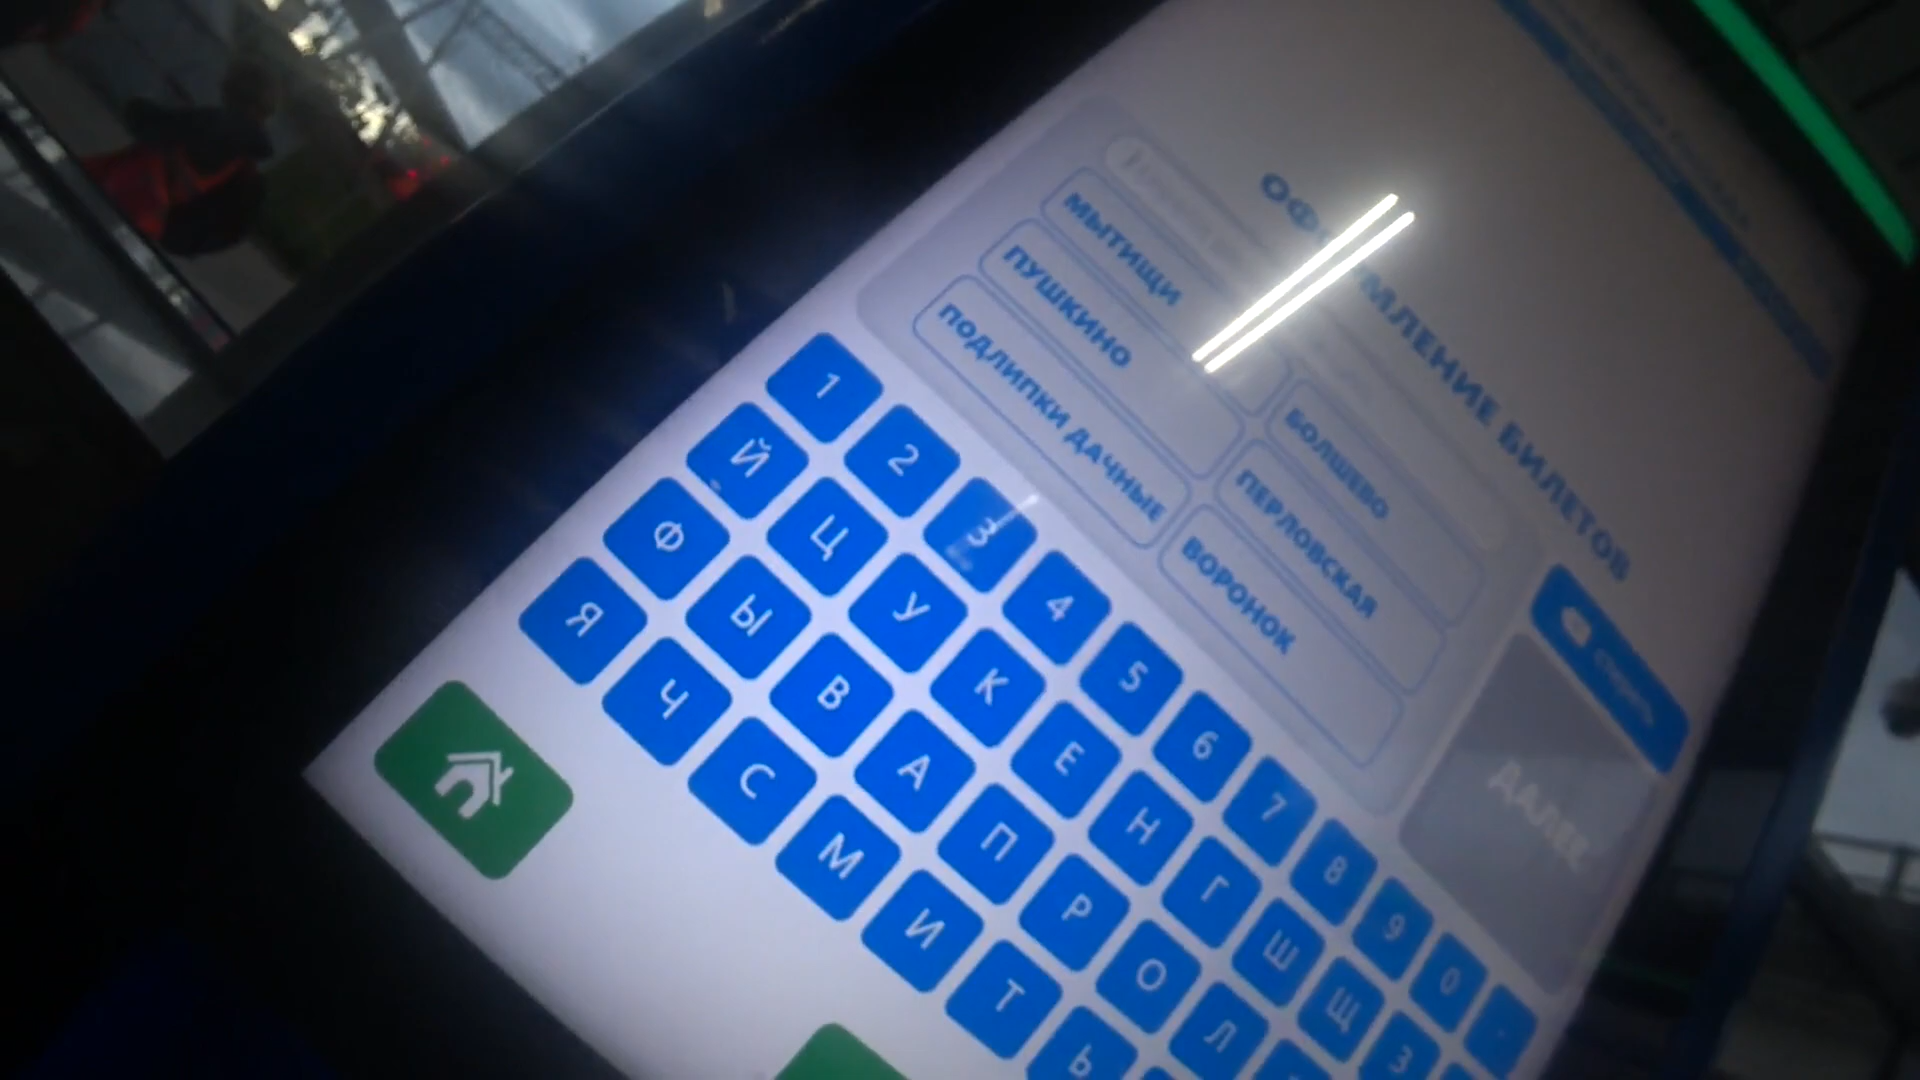 ОФОРМЛЕНИЕ БИЛЕТОВ
МЫТИЩИ БОЛШЕВО
ПУШКИНО ПЕРЛОВСКАЯ
ПОДЛИПКИ ДАЧНЫЕ ВОРОНОК
ДАЛЕЕ
1 2 3 4 5 6 7 8 9 0 -
Й Ц У К Е Н Г Ш Щ З
Ф Ы В А П Р О Л
Я Ч С М И Т Ь